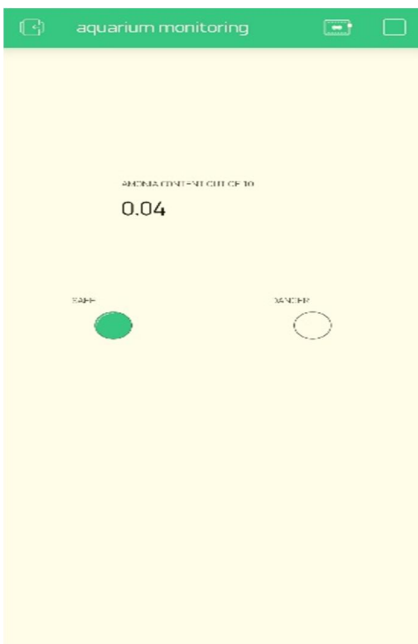 aquarium monitoring
AMONIA CONTENT OUT OF 10
0.04
SAFE
DANGER